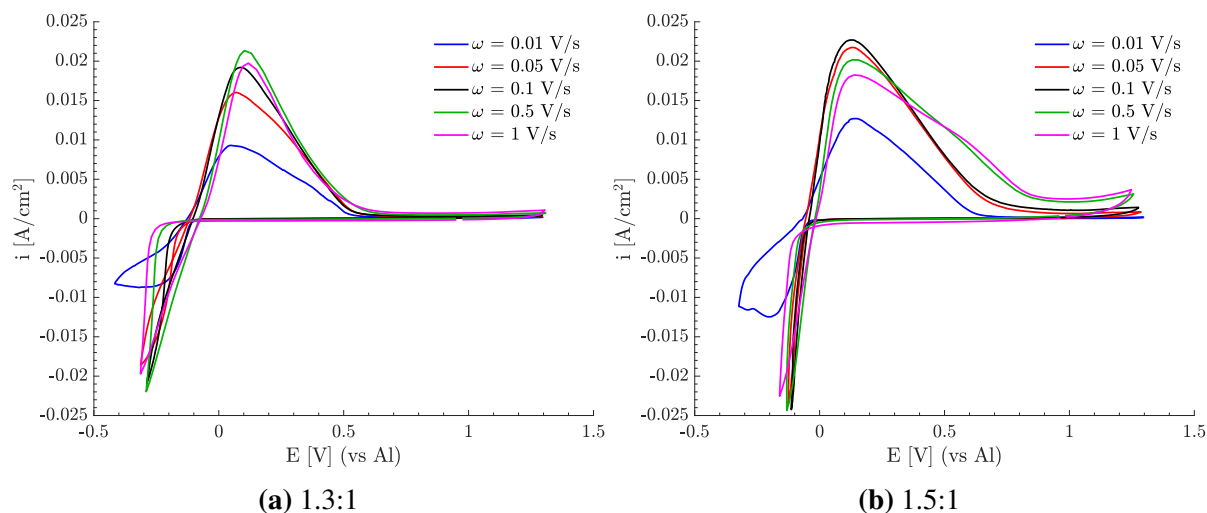 0.025
0.02
0.015
0.01
0.005
0
-0.005
-0.01
-0.015
-0.02
-0.025
i [A/cm²]
-0.5
0
0.5
1
1.5
E [V] (vs Al)
ω = 0.01 V/s
ω = 0.05 V/s
ω = 0.1 V/s
ω = 0.5 V/s
ω = 1 V/s
(a) 1.3:1
0.025
0.02
0.015
0.01
0.005
0
-0.005
-0.01
-0.015
-0.02
-0.025
i [A/cm²]
-0.5
0
0.5
1
1.5
E [V] (vs Al)
ω = 0.01 V/s
ω = 0.05 V/s
ω = 0.1 V/s
ω = 0.5 V/s
ω = 1 V/s
(b) 1.5:1